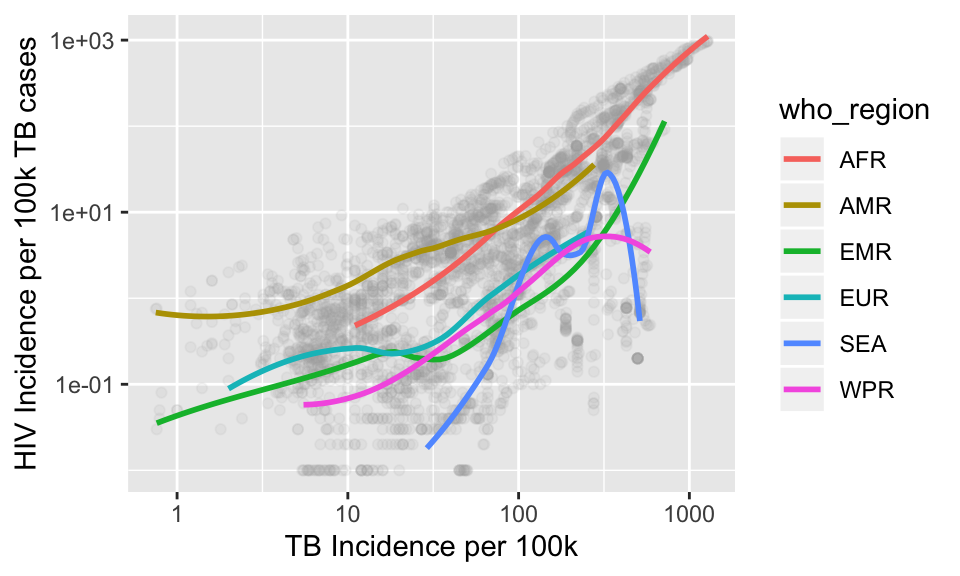 HIV Incidence per 100k TB cases
1e+03
1e+01
1e-01
1
10
100
1000
TB Incidence per 100k
who_region
AFR
AMR
EMR
EUR
SEA
WPR